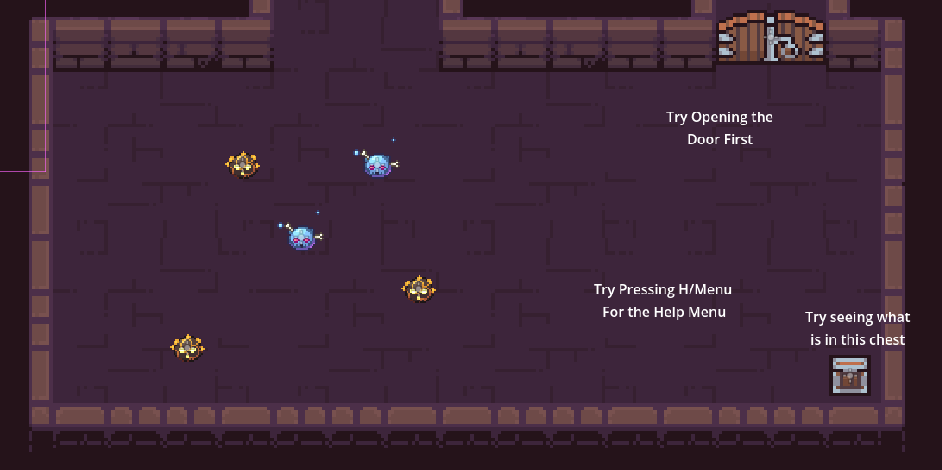 Try Opening the
Door First
Try Pressing H/Menu
For the Help Menu
Try seeing what
is in this chest